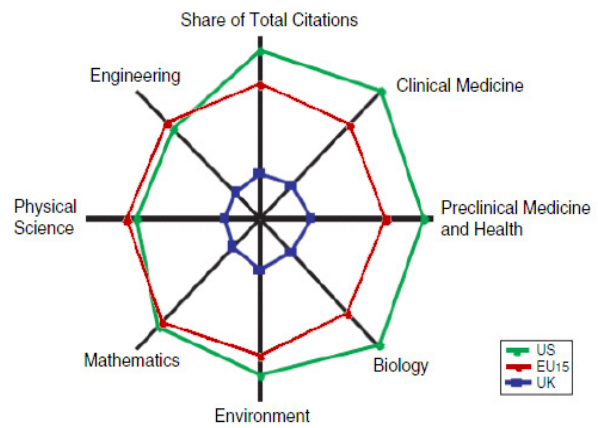 Share of Total Citations
Engineering
Clinical Medicine
Physical
Science
Preclinical Medicine
and Health
Mathematics
Biology
Environment
US
EU15
UK